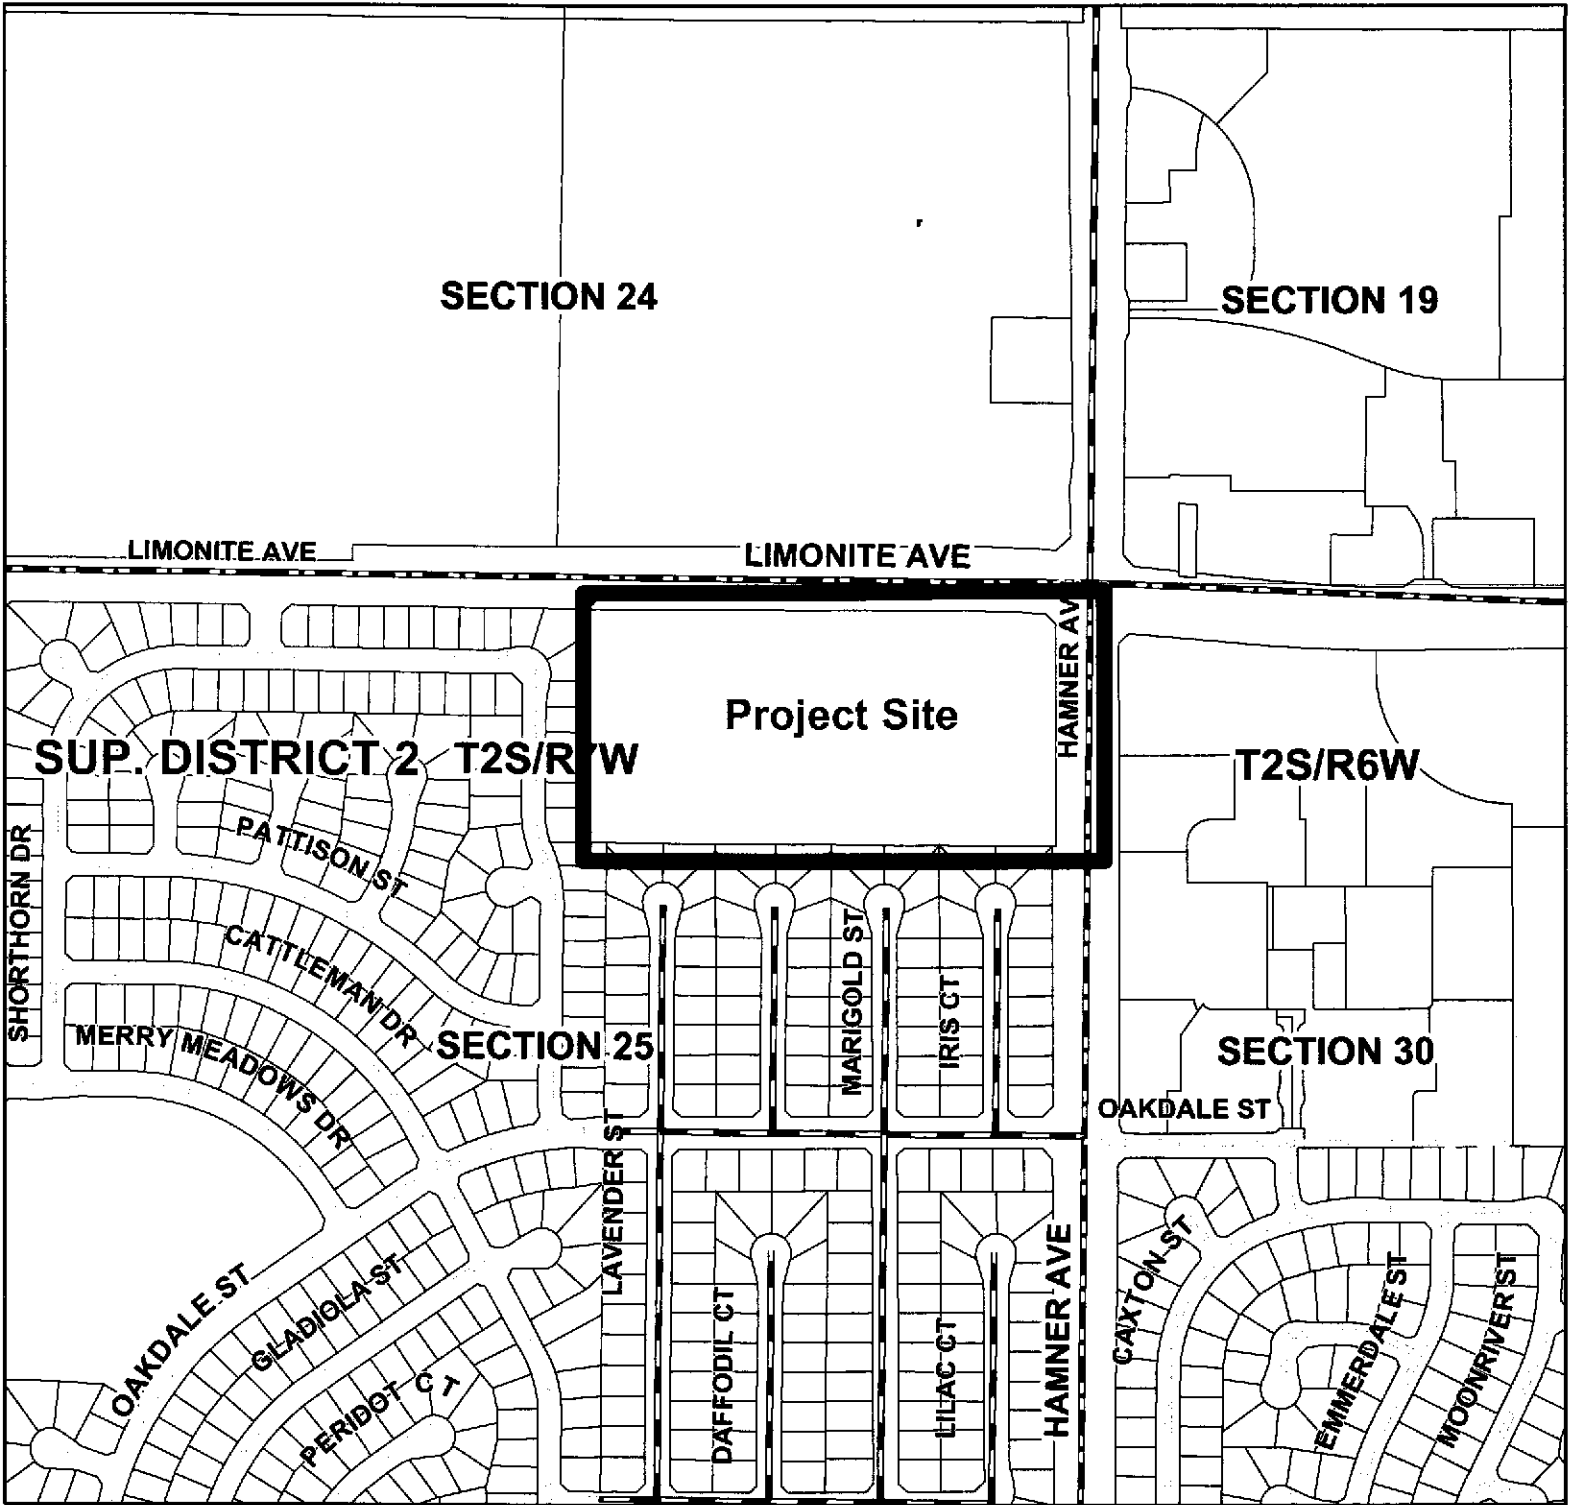 SECTION 24
SECTION 19
LIMONITE AVE
LIMONITE AVE
HAMNER AV
Project Site
SUP. DISTRICT 2
T2S/R7W
T2S/R6W
PATTISON ST
SHORTHORN DR
CATTLEMAN DR
MERRY MEADOWS DR
SECTION 25
MARIGOLD ST
IRIS CT
SECTION 30
OAKDALE ST
LAVENDER ST
OAKDALE ST
GLADIOLA ST
PERIDOT CT
DAFFODIL CT
LILAC CT
HAMNER AVE
CAXTON ST
EMMERDALE ST
MOONRIVER ST